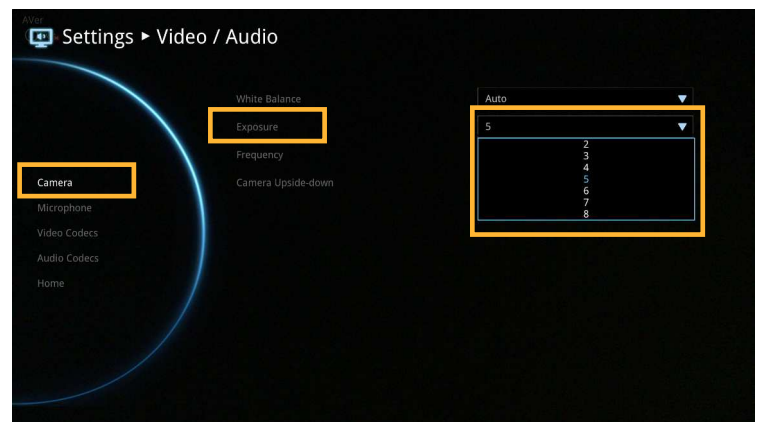 AVer
Settings ► Video / Audio
White Balance
Auto
Exposure
5
2
3
4
5
6
7
8
Frequency
Camera Upside-down
Camera
Microphone
Video Codecs
Audio Codecs
Home